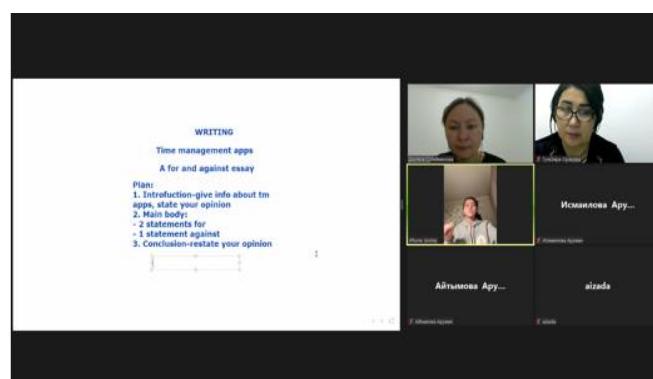 WRITING
Time management apps
A for and against essay
Plan:
1. Introfuction-give info about tm
apps, state your opinion
2. Main body:
- 2 statements for
- 1 statement against
3. Conclusion-restate your opinion
Исмаилова Ару...
Айтымова Ару...
aizada
aizada